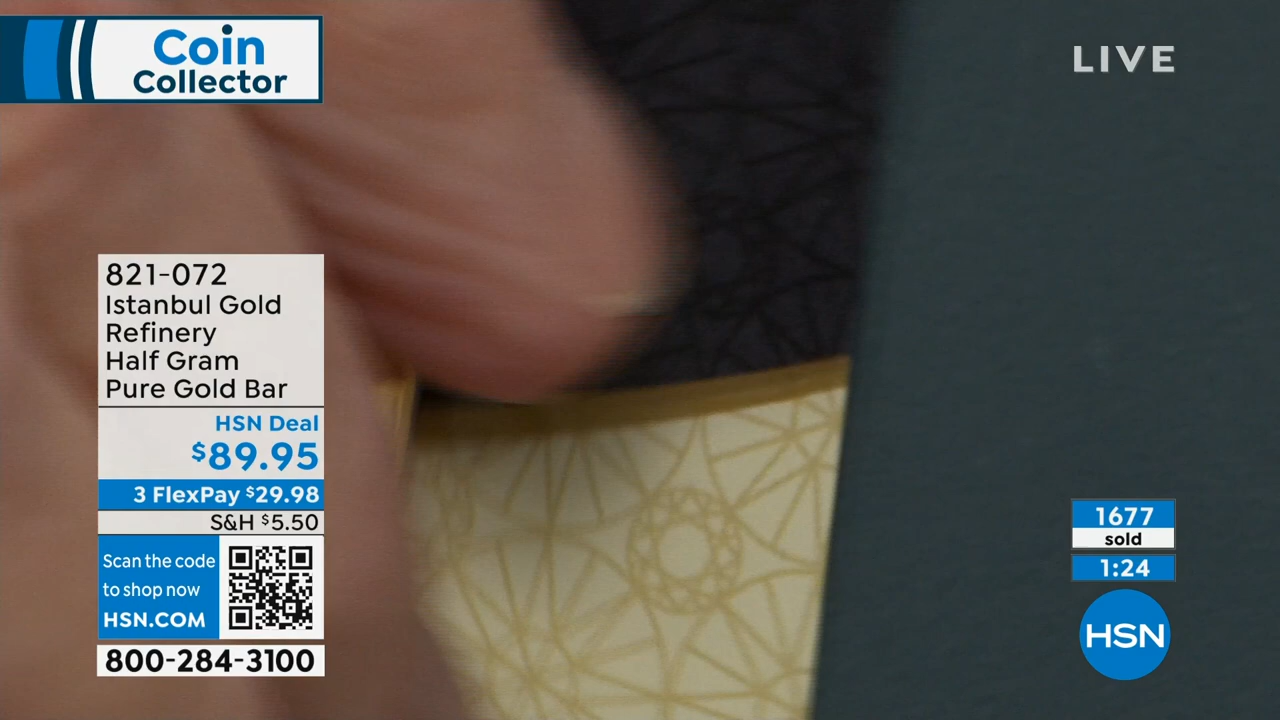 Coin
Collector
LIVE
821-072
Istanbul Gold
Refinery
Half Gram
Pure Gold Bar
HSN Deal
$89.95
3 FlexPay $29.98
S&H $5.50
Scan the code
to shop now
HSN.COM
800-284-3100
1677
sold
1:24
HSN